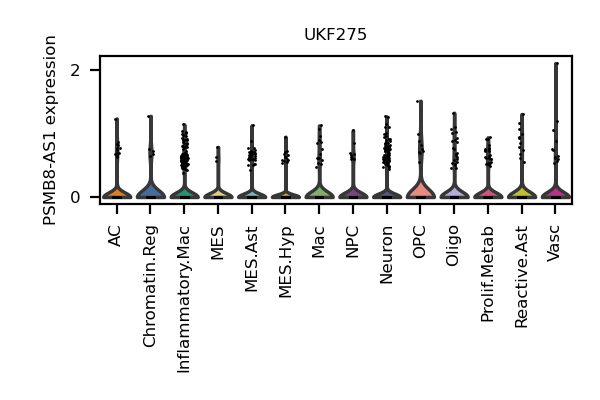 UKF275
PSMB8-AS1 expression
2
0
AC
Chromatin.Reg
Inflammatory.Mac
MES
MES.Ast
MES.Hyp
Mac
NPC
Neuron
OPC
Oligo
Prolif.Metab
Reactive.Ast
Vasc